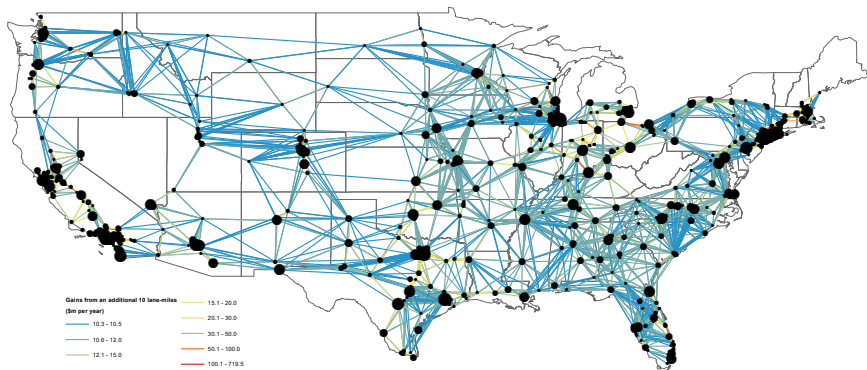 Gains from an additional 10 lane-miles
($m per year)
10.3 - 10.5
10.6 - 12.0
12.1 - 15.0
15.1 - 20.0
20.1 - 30.0
30.1 - 50.0
50.1 - 100.0
100.1 - 719.5